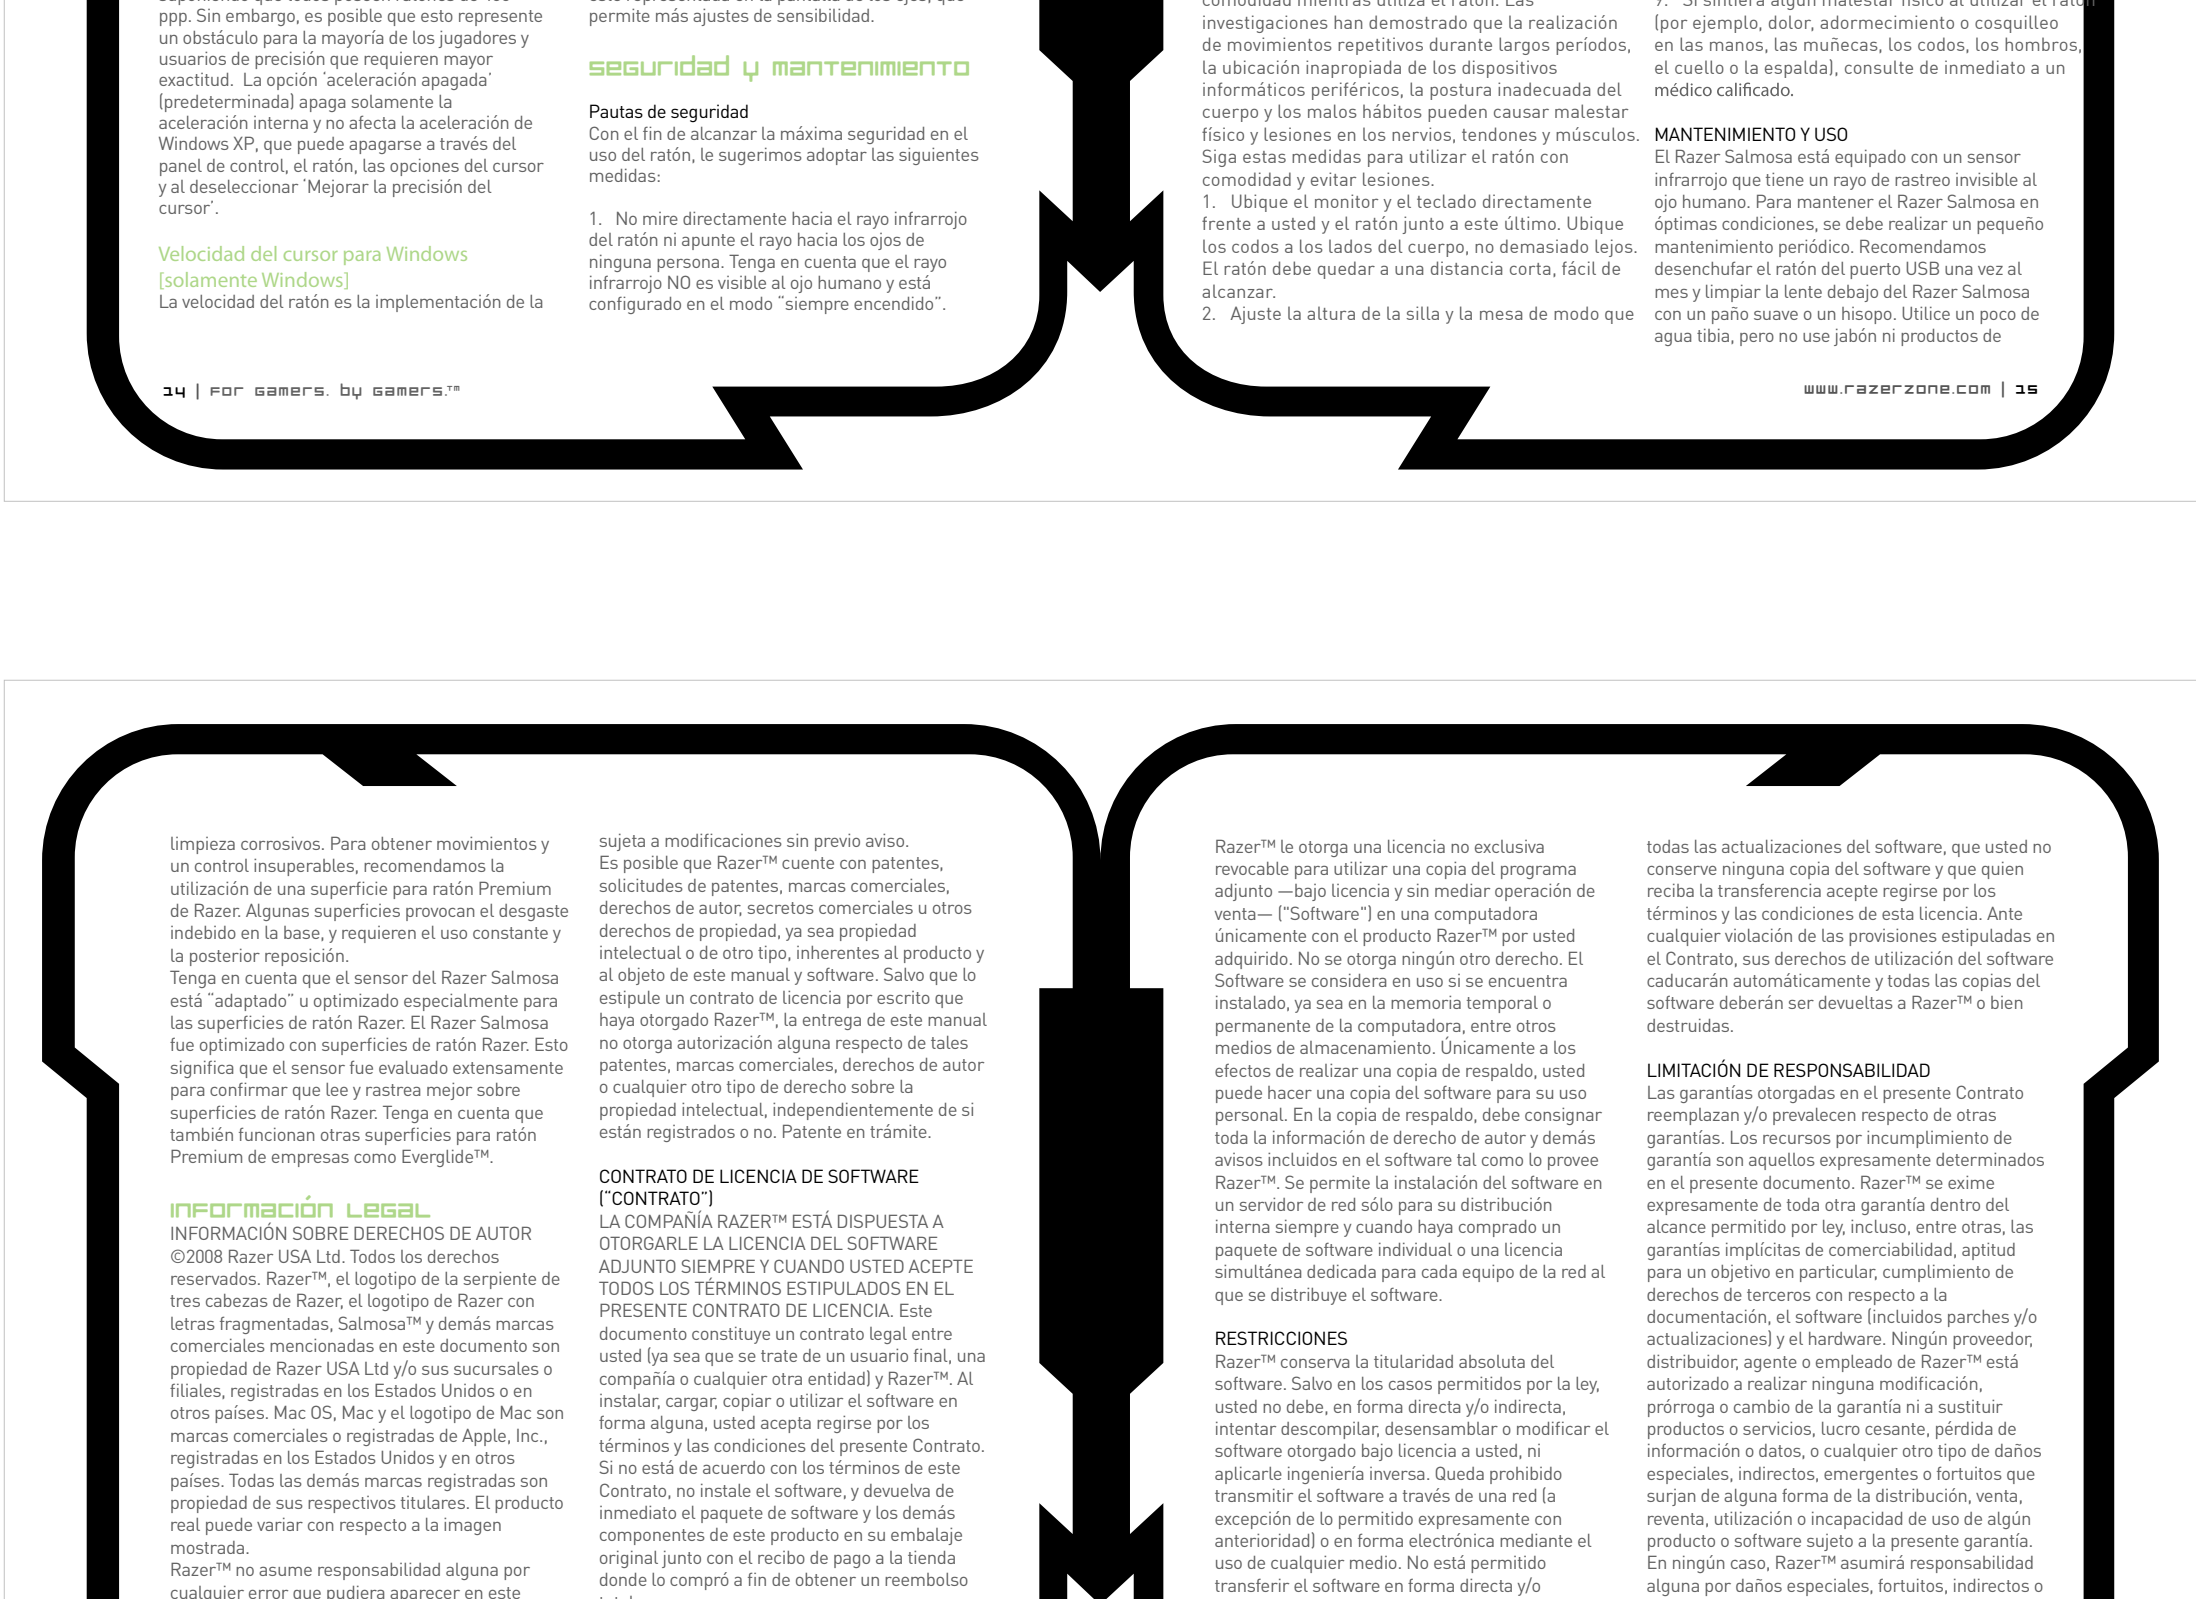 ppp. Sin embargo, es posible que esto represente
un obstáculo para la mayoría de los jugadores y
usuarios de precisión que requieren mayor
exactitud.  La opción ‘aceleración apagada’
(predeterminada) apaga solamente la
aceleración interna y no afecta la aceleración de
Windows XP, que puede apagarse a través del
panel de control, el ratón, las opciones del cursor
y al deseleccionar ‘Mejorar la precisión del
cursor’.
Velocidad del cursor para Windows
[solamente Windows]
La velocidad del ratón es la implementación de la
permite más ajustes de sensibilidad.
seguridad y mantenimiento
Pautas de seguridad
Con el fin de alcanzar la máxima seguridad en el
uso del ratón, le sugerimos adoptar las siguientes
medidas:
1.   No mire directamente hacia el rayo infrarrojo
del ratón ni apunte el rayo hacia los ojos de
ninguna persona. Tenga en cuenta que el rayo
infrarrojo NO es visible al ojo humano y está
configurado en el modo “siempre encendido”.
14 | For gamers. by gamers.™
comodidad mientras utiliza el ratón. Las
investigaciones han demostrado que la realización
de movimientos repetitivos durante largos períodos,
la ubicación inapropiada de los dispositivos
informáticos periféricos, la postura inadecuada del
cuerpo y los malos hábitos pueden causar malestar
físico y lesiones en los nervios, tendones y músculos.
Siga estas medidas para utilizar el ratón con
comodidad y evitar lesiones.
1.   Ubique el monitor y el teclado directamente
frente a usted y el ratón junto a este último. Ubique
los codos a los lados del cuerpo, no demasiado lejos.
El ratón debe quedar a una distancia corta, fácil de
alcanzar.
2.   Ajuste la altura de la silla y la mesa de modo que
9.   Si sintiera algún malestar físico al utilizar el ratón
(por ejemplo, dolor, adormecimiento o cosquilleo
en las manos, las muñecas, los codos, los hombros,
el cuello o la espalda), consulte de inmediato a un
médico calificado.
MANTENIMIENTO Y USO
El Razer Salmosa está equipado con un sensor
infrarrojo que tiene un rayo de rastreo invisible al
ojo humano. Para mantener el Razer Salmosa en
óptimas condiciones, se debe realizar un pequeño
mantenimiento periódico. Recomendamos
desenchufar el ratón del puerto USB una vez al
mes y limpiar la lente debajo del Razer Salmosa
con un paño suave o un hisopo. Utilice un poco de
agua tibia, pero no use jabón ni productos de
www.razerzone.com | 15
limpieza corrosivos. Para obtener movimientos y
un control insuperables, recomendamos la
utilización de una superficie para ratón Premium
de Razer. Algunas superficies provocan el desgaste
indebido en la base, y requieren el uso constante y
la posterior reposición.
Tenga en cuenta que el sensor del Razer Salmosa
está “adaptado” u optimizado especialmente para
las superficies de ratón Razer. El Razer Salmosa
fue optimizado con superficies de ratón Razer. Esto
significa que el sensor fue evaluado extensamente
para confirmar que lee y rastrea mejor sobre
superficies de ratón Razer. Tenga en cuenta que
también funcionan otras superficies para ratón
Premium de empresas como Everglide™.
Información legal
INFORMACIÓN SOBRE DERECHOS DE AUTOR
©2008 Razer USA Ltd. Todos los derechos
reservados. Razer™, el logotipo de la serpiente de
tres cabezas de Razer, el logotipo de Razer con
letras fragmentadas, Salmosa™ y demás marcas
comerciales mencionadas en este documento son
propiedad de Razer USA Ltd y/o sus sucursales o
filiales, registradas en los Estados Unidos o en
otros países. Mac OS, Mac y el logotipo de Mac son
marcas comerciales o registradas de Apple, Inc.,
registradas en los Estados Unidos y en otros
países. Todas las demás marcas registradas son
propiedad de sus respectivos titulares. El producto
real puede variar con respecto a la imagen
mostrada.
Razer™ no asume responsabilidad alguna por
cualquier error que pudiera aparecer en este
sujeta a modificaciones sin previo aviso.
Es posible que Razer™ cuente con patentes,
solicitudes de patentes, marcas comerciales,
derechos de autor, secretos comerciales u otros
derechos de propiedad, ya sea propiedad
intelectual o de otro tipo, inherentes al producto y
al objeto de este manual y software. Salvo que lo
estipule un contrato de licencia por escrito que
haya otorgado Razer™, la entrega de este manual
no otorga autorización alguna respecto de tales
patentes, marcas comerciales, derechos de autor
o cualquier otro tipo de derecho sobre la
propiedad intelectual, independientemente de si
están registrados o no. Patente en trámite.
CONTRATO DE LICENCIA DE SOFTWARE
(“CONTRATO”)
LA COMPAÑÍA RAZER™ ESTÁ DISPUESTA A
OTORGARLE LA LICENCIA DEL SOFTWARE
ADJUNTO SIEMPRE Y CUANDO USTED ACEPTE
TODOS LOS TÉRMINOS ESTIPULADOS EN EL
PRESENTE CONTRATO DE LICENCIA. Este
documento constituye un contrato legal entre
usted (ya sea que se trate de un usuario final, una
compañía o cualquier otra entidad) y Razer™. Al
instalar, cargar, copiar o utilizar el software en
forma alguna, usted acepta regirse por los
términos y las condiciones del presente Contrato.
Si no está de acuerdo con los términos de este
Contrato, no instale el software, y devuelva de
inmediato el paquete de software y los demás
componentes de este producto en su embalaje
original junto con el recibo de pago a la tienda
donde lo compró a fin de obtener un reembolso
Razer™ le otorga una licencia no exclusiva
revocable para utilizar una copia del programa
adjunto —bajo licencia y sin mediar operación de
venta— ("Software") en una computadora
únicamente con el producto Razer™ por usted
adquirido. No se otorga ningún otro derecho. El
Software se considera en uso si se encuentra
instalado, ya sea en la memoria temporal o
permanente de la computadora, entre otros
medios de almacenamiento. Únicamente a los
efectos de realizar una copia de respaldo, usted
puede hacer una copia del software para su uso
personal. En la copia de respaldo, debe consignar
toda la información de derecho de autor y demás
avisos incluidos en el software tal como lo provee
Razer™. Se permite la instalación del software en
un servidor de red sólo para su distribución
interna siempre y cuando haya comprado un
paquete de software individual o una licencia
simultánea dedicada para cada equipo de la red al
que se distribuye el software.
RESTRICCIONES
Razer™ conserva la titularidad absoluta del
software. Salvo en los casos permitidos por la ley,
usted no debe, en forma directa y/o indirecta,
intentar descompilar, desensamblar o modificar el
software otorgado bajo licencia a usted, ni
aplicarle ingeniería inversa. Queda prohibido
transmitir el software a través de una red (a
excepción de lo permitido expresamente con
anterioridad) o en forma electrónica mediante el
uso de cualquier medio. No está permitido
transferir el software en forma directa y/o
todas las actualizaciones del software, que usted no
conserve ninguna copia del software y que quien
reciba la transferencia acepte regirse por los
términos y las condiciones de esta licencia. Ante
cualquier violación de las provisiones estipuladas en
el Contrato, sus derechos de utilización del software
caducarán automáticamente y todas las copias del
software deberán ser devueltas a Razer™ o bien
destruidas.
LIMITACIÓN DE RESPONSABILIDAD
Las garantías otorgadas en el presente Contrato
reemplazan y/o prevalecen respecto de otras
garantías. Los recursos por incumplimiento de
garantía son aquellos expresamente determinados
en el presente documento. Razer™ se exime
expresamente de toda otra garantía dentro del
alcance permitido por ley, incluso, entre otras, las
garantías implícitas de comerciabilidad, aptitud
para un objetivo en particular, cumplimiento de
derechos de terceros con respecto a la
documentación, el software (incluidos parches y/o
actualizaciones) y el hardware. Ningún proveedor,
distribuidor, agente o empleado de Razer™ está
autorizado a realizar ninguna modificación,
prórroga o cambio de la garantía ni a sustituir
productos o servicios, lucro cesante, pérdida de
información o datos, o cualquier otro tipo de daños
especiales, indirectos, emergentes o fortuitos que
surjan de alguna forma de la distribución, venta,
reventa, utilización o incapacidad de uso de algún
producto o software sujeto a la presente garantía.
En ningún caso, Razer™ asumirá responsabilidad
alguna por daños especiales, fortuitos, indirectos o